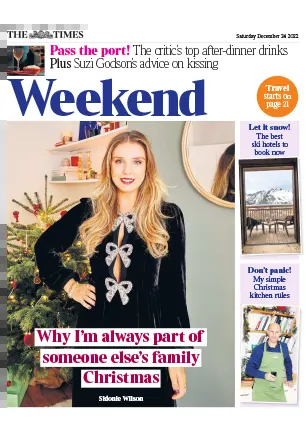 THE TIMES
Saturday December 24 2022
Pass the port! The critic's top after-dinner drinks
Plus Suzi Godson's advice on kissing
Weekend
Travel
starts on
page 21
Let it snow!
The best
ski hotels to
book now
Don't panic!
My simple
Christmas
kitchen rules
Why I'm always part of
someone else's family
Christmas
Sidonie Wilson